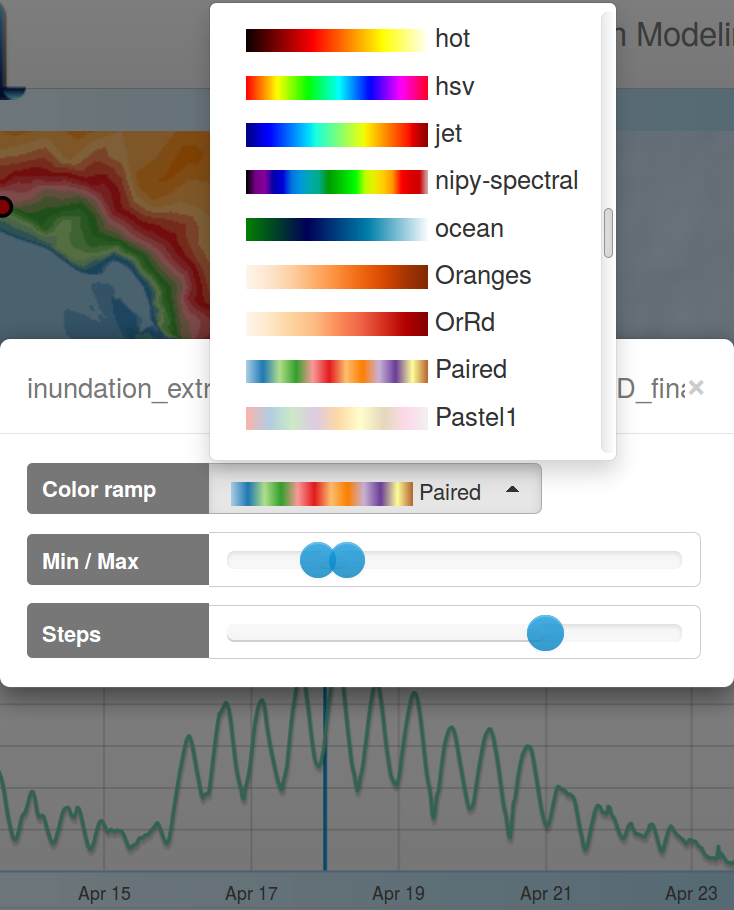 hot
n Modeli
hsv
jet
nipy-spectral
ocean
Oranges
OrRd
Paired
Pastel1
inundation_extr
D_fina
×
Color ramp
Paired
Min / Max
Steps
Apr 15 Apr 17 Apr 19 Apr 21 Apr 23